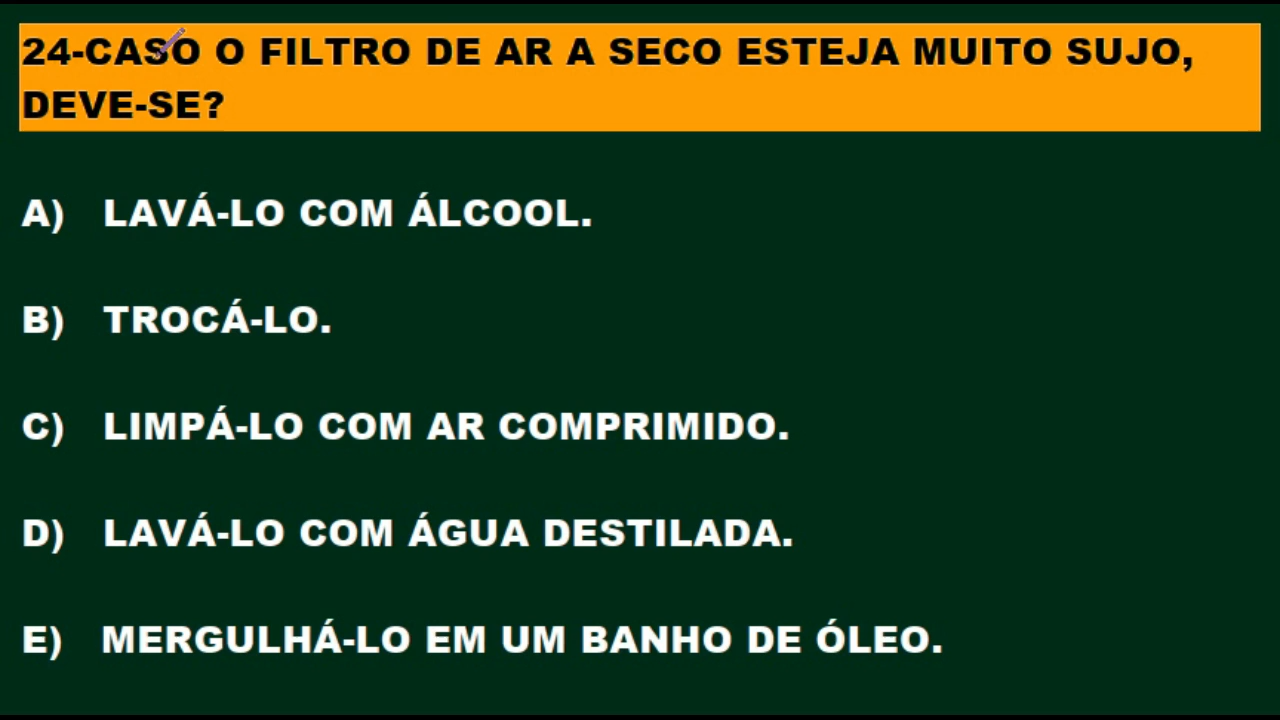 24-CASO O FILTRO DE AR A SECO ESTEJA MUITO SUJO,
DEVE-SE?
A) LAVÁ-LO COM ÁLCOOL.
B) TROCÁ-LO.
C) LIMPÁ-LO COM AR COMPRIMIDO.
D) LAVÁ-LO COM ÁGUA DESTILADA.
E) MERGULHÁ-LO EM UM BANHO DE ÓLEO.